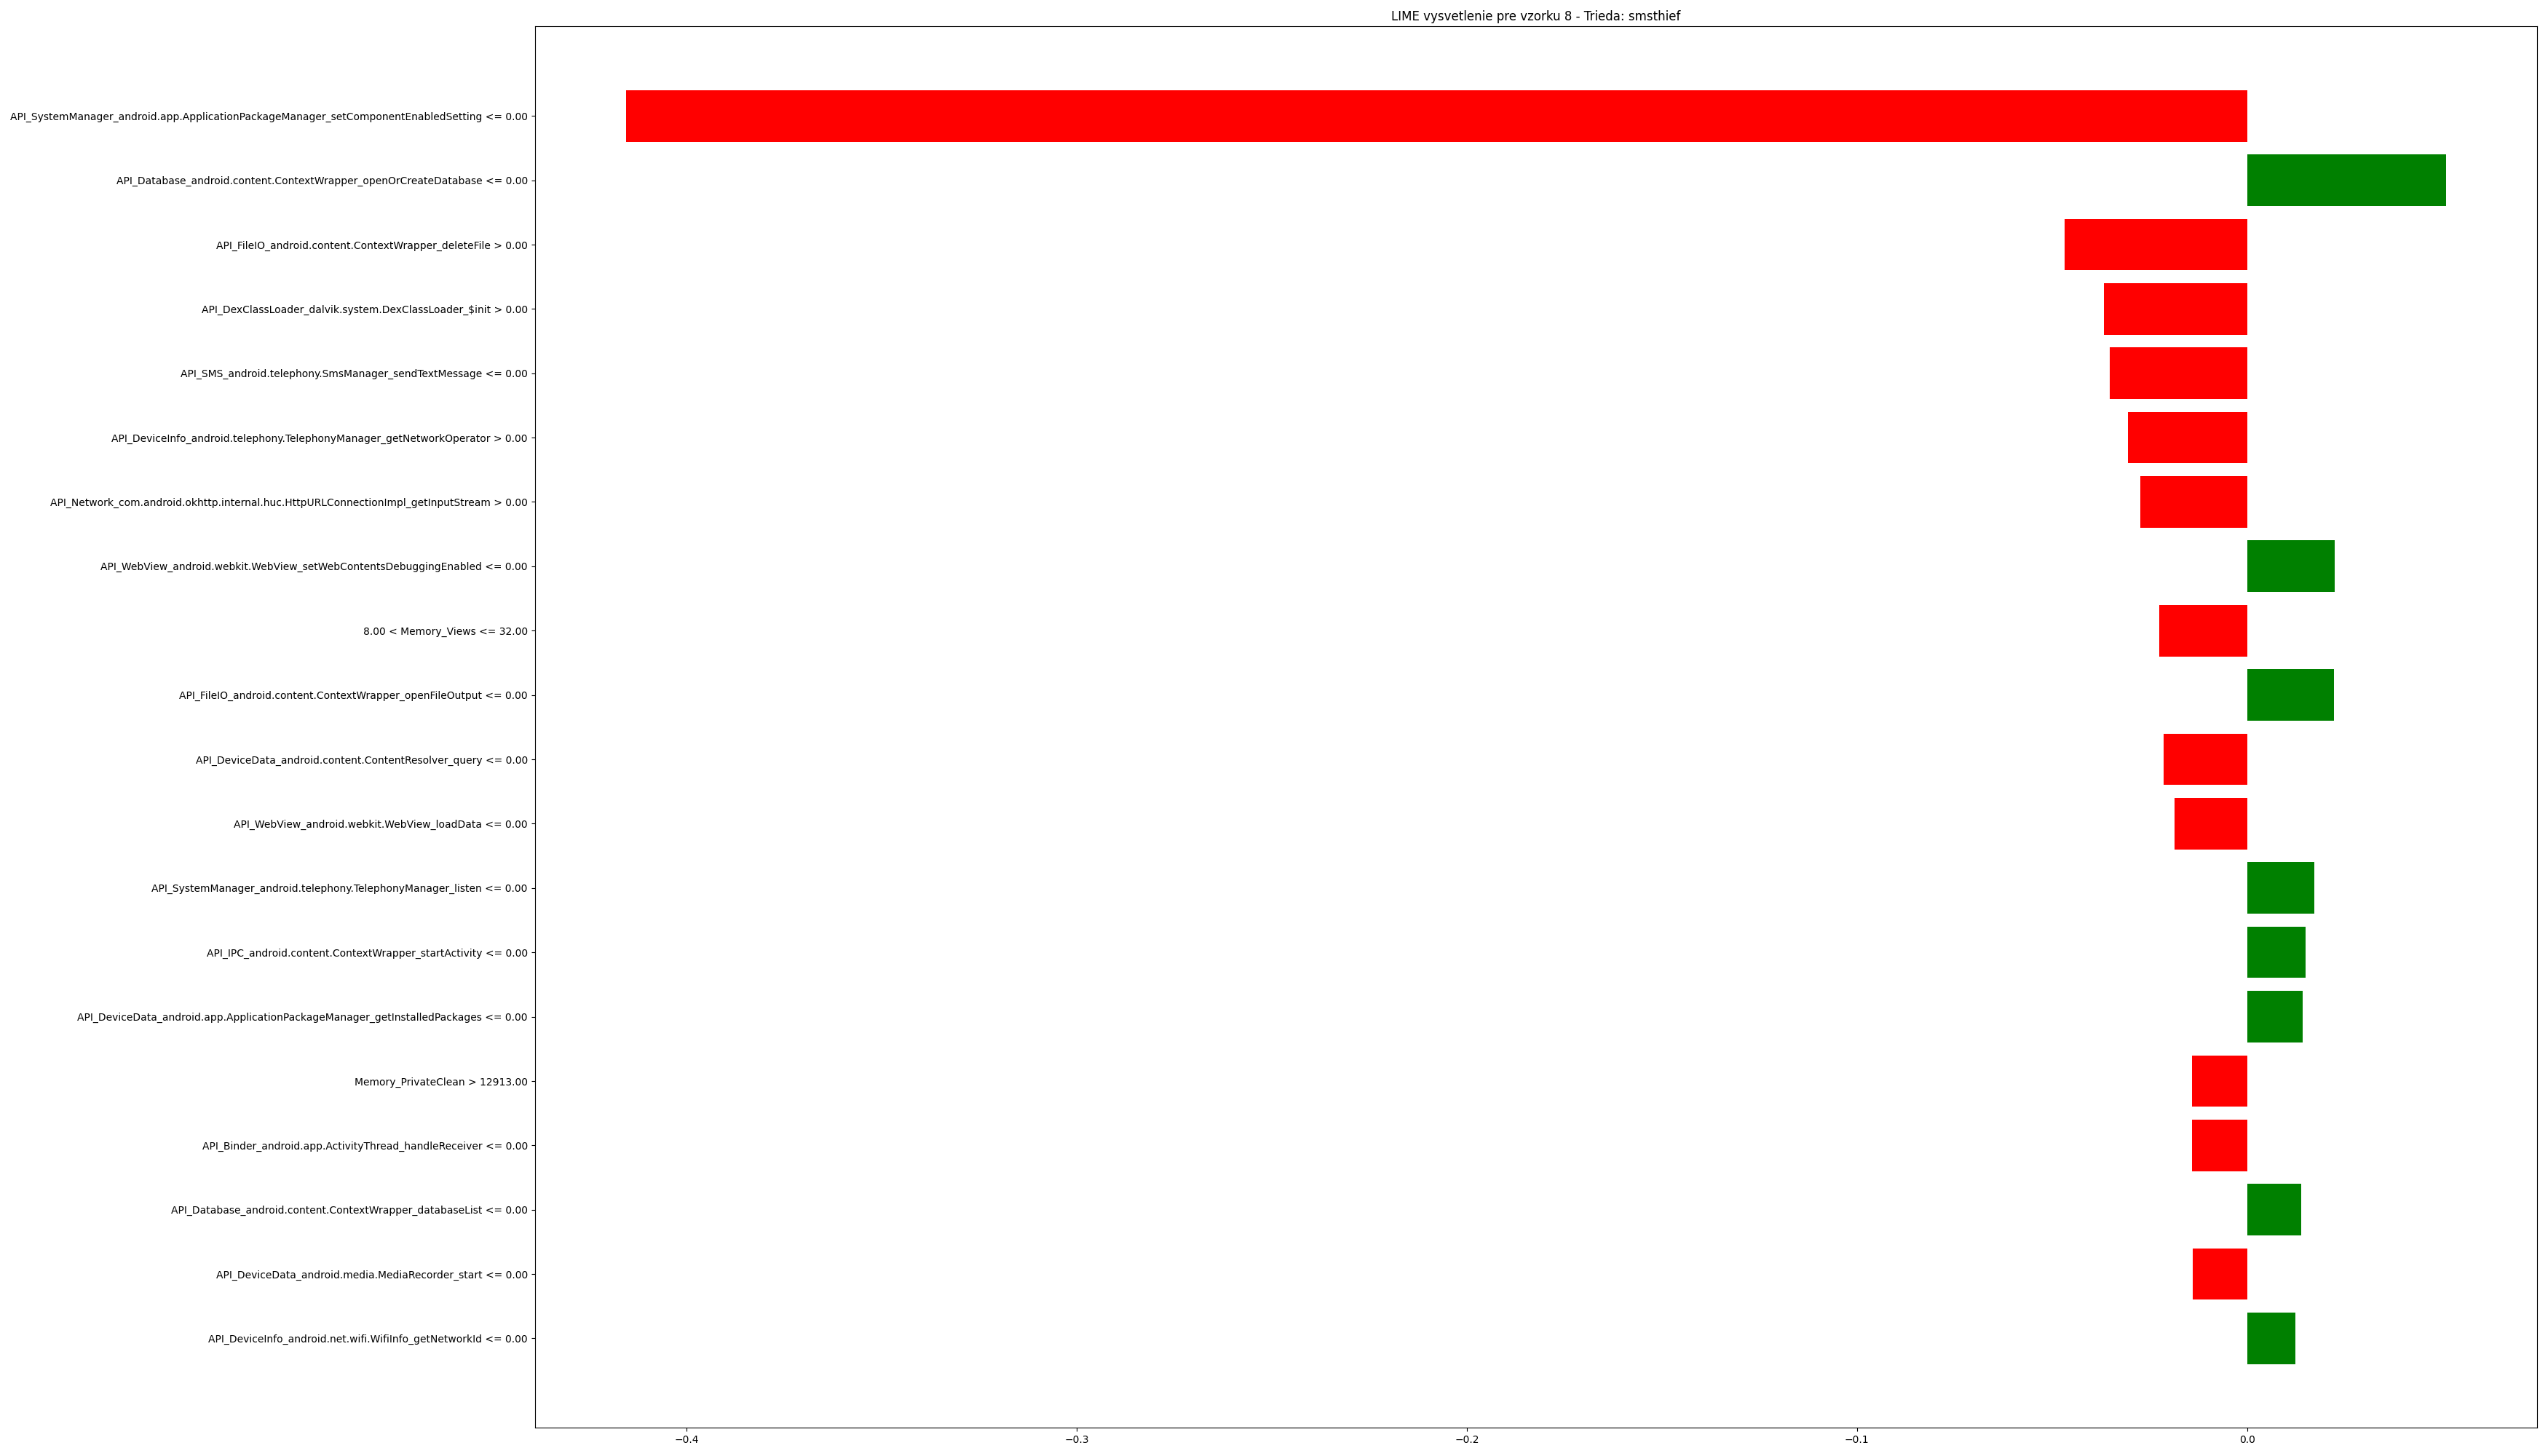 LIME vysvetlenie pre vzorku 8 - Trieda: smsthief
API_SystemManager_android.app.ApplicationPackageManager_setComponentEnabledSetting <= 0.00
API_Database_android.content.ContextWrapper_openOrCreateDatabase <= 0.00
API_FileIO_android.content.ContextWrapper_deleteFile > 0.00
API_DexClassLoader_dalvik.system.DexClassLoader_$init > 0.00
API_SMS_android.telephony.SmsManager_sendTextMessage <= 0.00
API_DeviceInfo_android.telephony.TelephonyManager_getNetworkOperator > 0.00
API_Network_com.android.okhttp.internal.huc.HttpURLConnectionImpl_getInputStream > 0.00
API_WebView_android.webkit.WebView_setWebContentsDebuggingEnabled <= 0.00
8.00 < Memory_Views <= 32.00
API_FileIO_android.content.ContextWrapper_openFileOutput <= 0.00
API_DeviceData_android.content.ContentResolver_query <= 0.00
API_WebView_android.webkit.WebView_loadData <= 0.00
API_SystemManager_android.telephony.TelephonyManager_listen <= 0.00
API_IPC_android.content.ContextWrapper_startActivity <= 0.00
API_DeviceData_android.app.ApplicationPackageManager_getInstalledPackages <= 0.00
Memory_PrivateClean > 12913.00
API_Binder_android.app.ActivityThread_handleReceiver <= 0.00
API_Database_android.content.ContextWrapper_databaseList <= 0.00
API_DeviceData_android.media.MediaRecorder_start <= 0.00
API_DeviceInfo_android.net.wifi.WifiInfo_getNetworkId <= 0.00
−0.4 −0.3 −0.2 −0.1 0.0